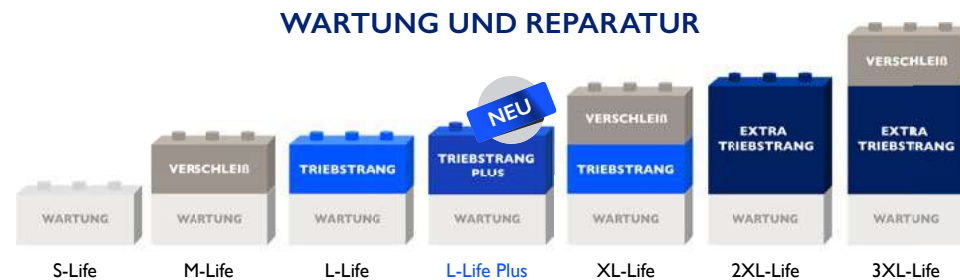 WARTUNG UND REPARATUR
WARTUNG
S-Life
VERSCHLEIß
WARTUNG
M-Life
TRIEBSTRANG
WARTUNG
L-Life
NEU
TRIEBSTRANG
PLUS
WARTUNG
L-Life Plus
VERSCHLEIß
TRIEBSTRANG
WARTUNG
XL-Life
EXTRA
TRIEBSTRANG
WARTUNG
2XL-Life
VERSCHLEIß
EXTRA
TRIEBSTRANG
WARTUNG
3XL-Life